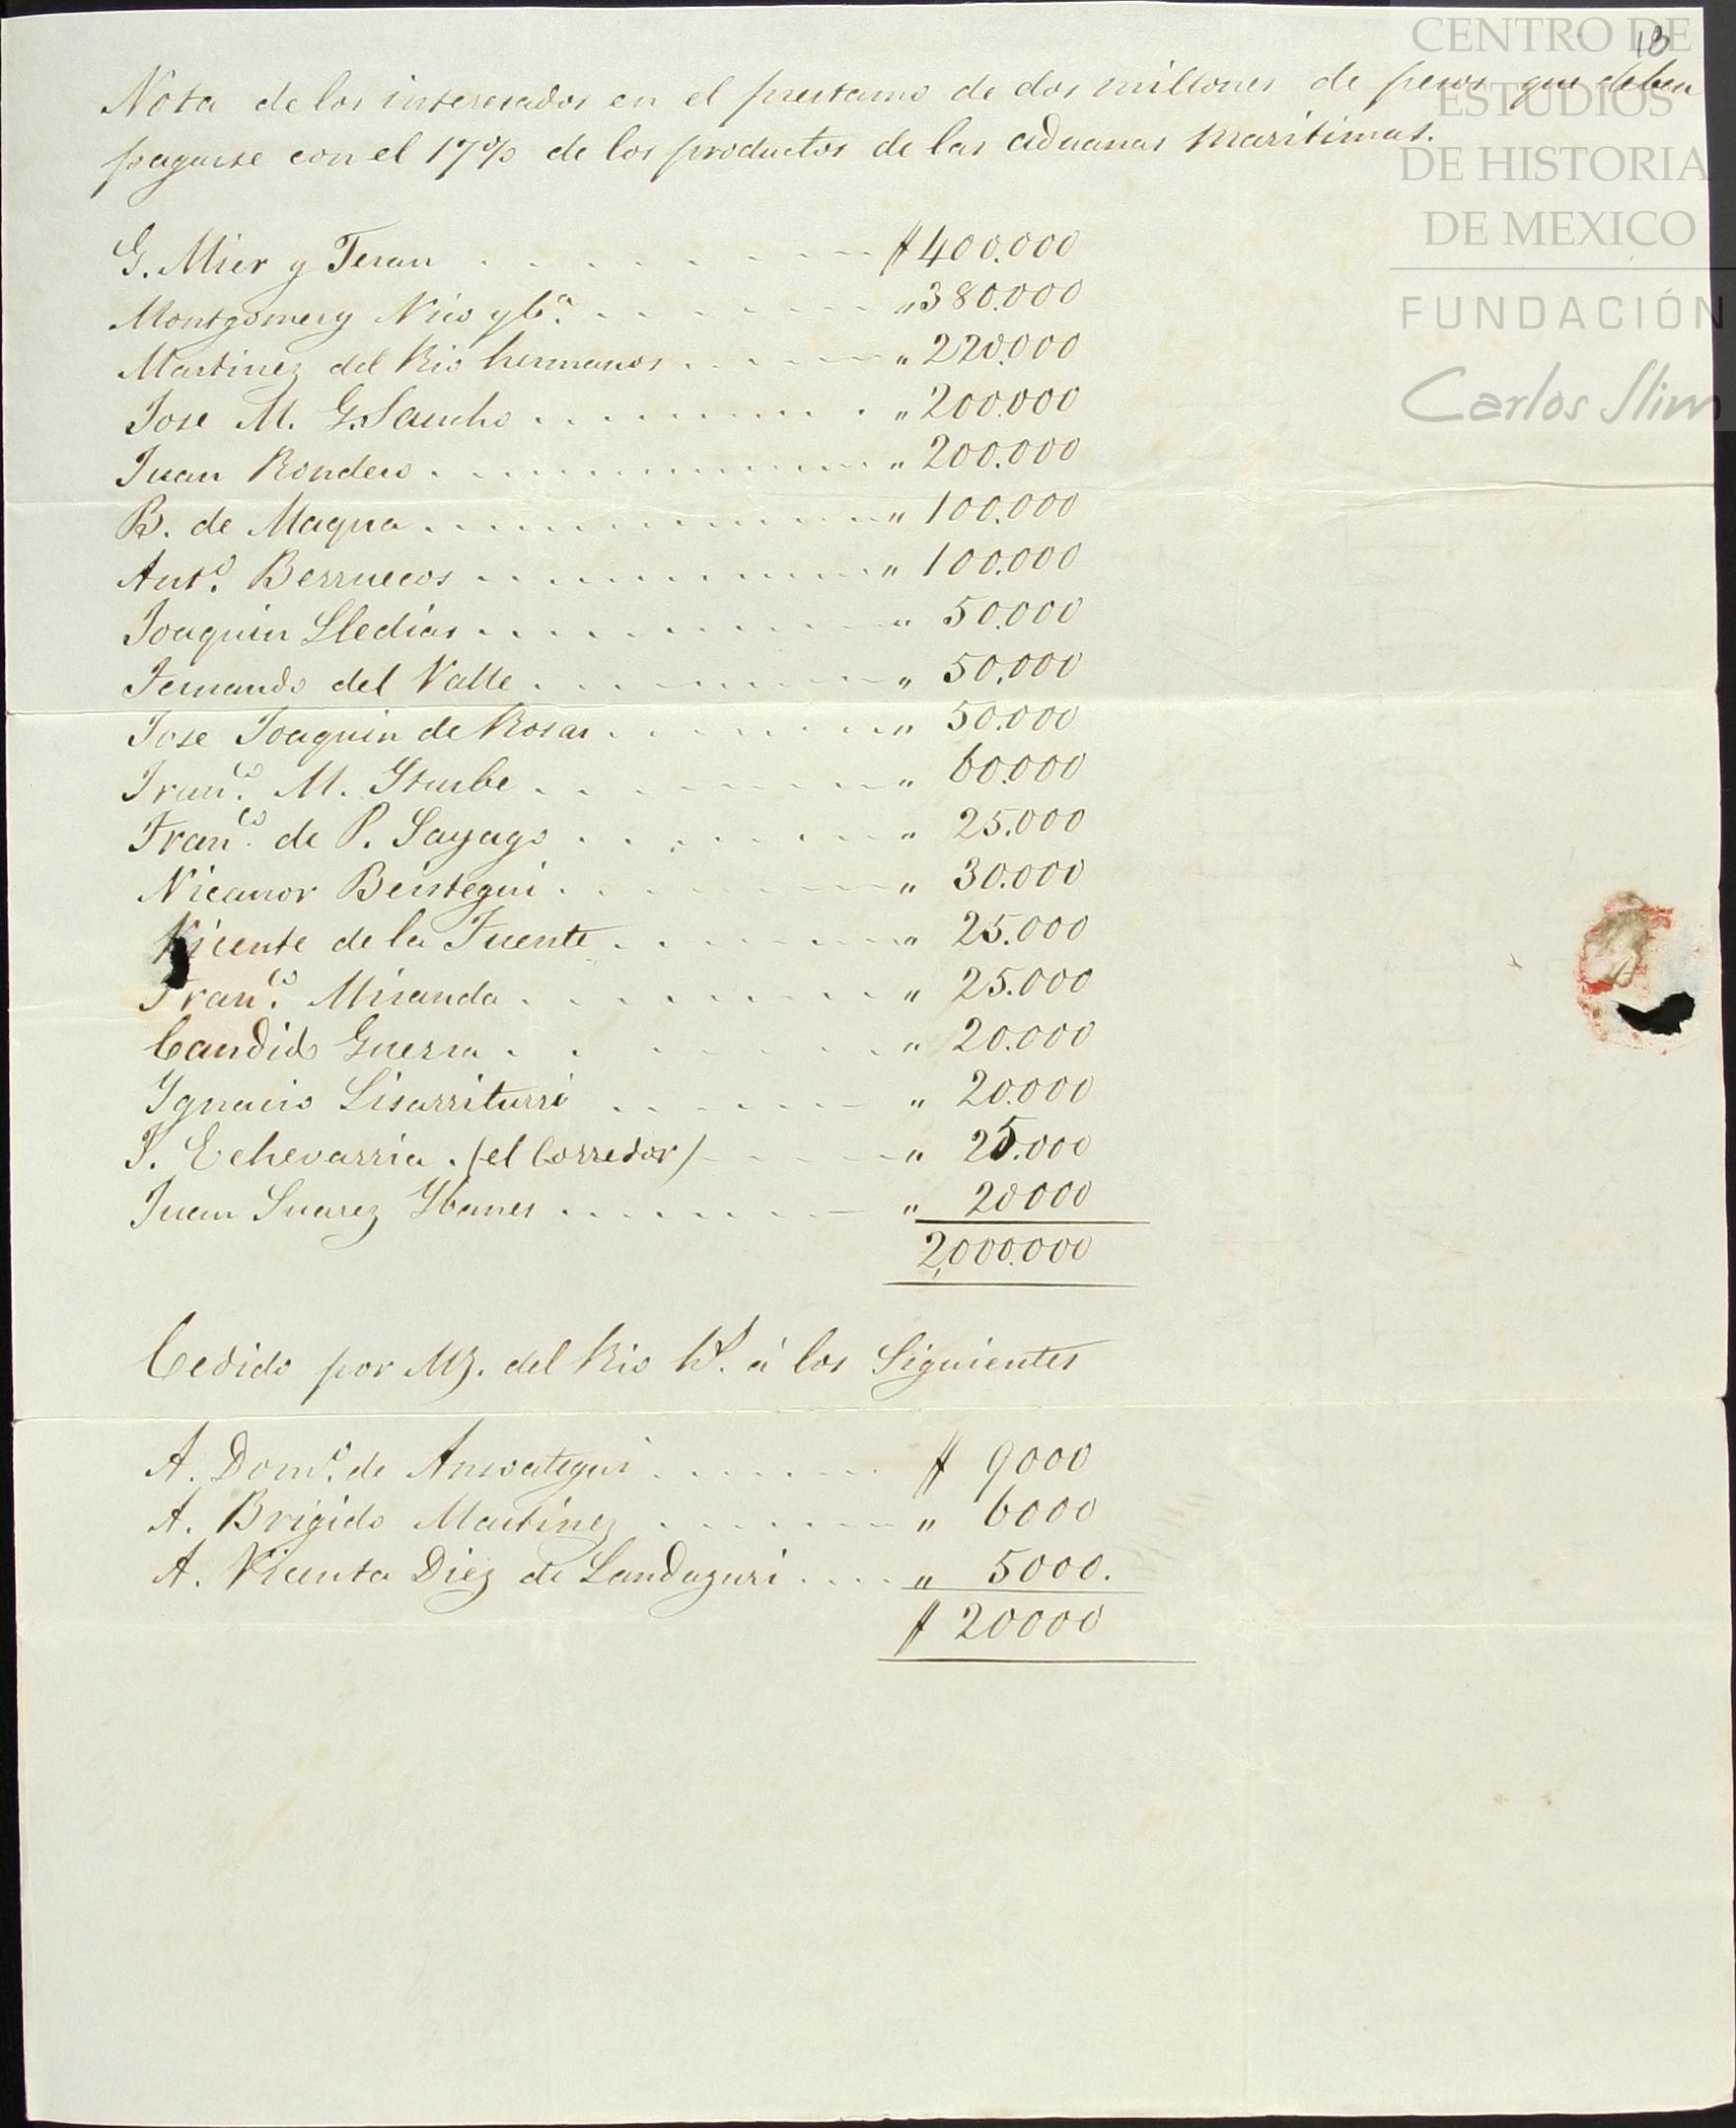 CENTRO DE
ESTUDIOS
DE HISTORIA
DE MEXICO
FUNDACIÓN
Carlos Slim
13
Nota de los interesados en el prestamo de dos millones de pesos que deben
pagarse con el 17% de los productos de las aduanas maritimas.
G. Mier y Teran . . . . . . . . $ 400.000
Montgomery Nico y Cª. . . . . . . . " 380.000
Martinez del Rio hermanos . . . . . . " 220.000
Jose M. G. Sancho . . . . . . . . " 200.000
Juan Rondero . . . . . . . . " 200.000
B. de Maqua . . . . . . . . " 100.000
Antº. Berruecos . . . . . . . . " 100.000
Joaquin Lledias . . . . . . . . " 50.000
Fernando del Valle . . . . . . . . " 50.000
Jose Joaquin de Rosas . . . . . . . . " 50.000
Franco. M. Yturbe . . . . . . . . " 60.000
Franco. de P. Sayago . . . . . . . . " 25.000
Nicanor Beistegui . . . . . . . . " 30.000
Vicente de la Fuente . . . . . . . . " 25.000
Franco. Miranda . . . . . . . . " 25.000
Candido Guerra . . . . . . . . " 20.000
Ygnacio Lisarriturri . . . . . . " 20.000
J. Echevarria . (el Corredor) . . . . " 25.000
Juan Suarez Ybanes . . . . . . . . " 20000
2,000.000
Cedido por Mz. del Rio Hs. á los Siguientes
A. Domº. de Ansoategui . . . . . . $ 9000
A. Brigido Martinez . . . . . . " 6000
A. Vicenta Diez de Landazuri . . . . " 5000.
$ 20000